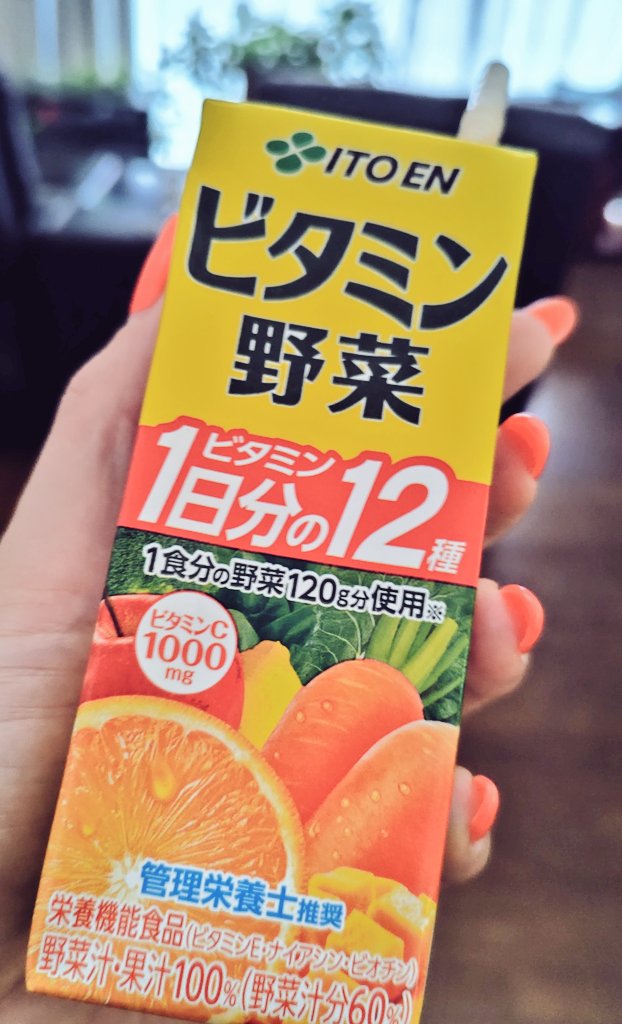 ITO EN
ビタミン
野菜
ビタミン
1日分の12種
1食分の野菜120g分使用※
ビタミンC
1000
mg
管理栄養士推奨
栄養機能食品(ビタミンE・ナイアシン・ビオチン)
野菜汁・果汁100%(野菜汁分60%)